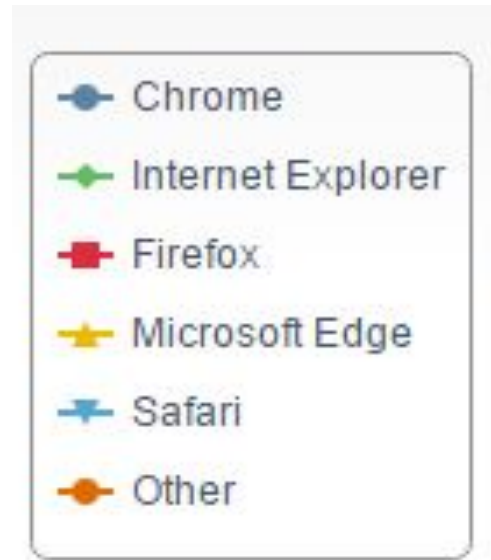 Chrome
Internet Explorer
Firefox
Microsoft Edge
Safari
Other